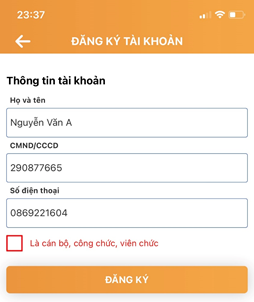 23:37
ĐĂNG KÝ TÀI KHOẢN
Thông tin tài khoản
Họ và tên
Nguyễn Văn A
CMND/CCCD
290877665
Số điện thoại
0869221604
Là cán bộ, công chức, viên chức
ĐĂNG KÝ